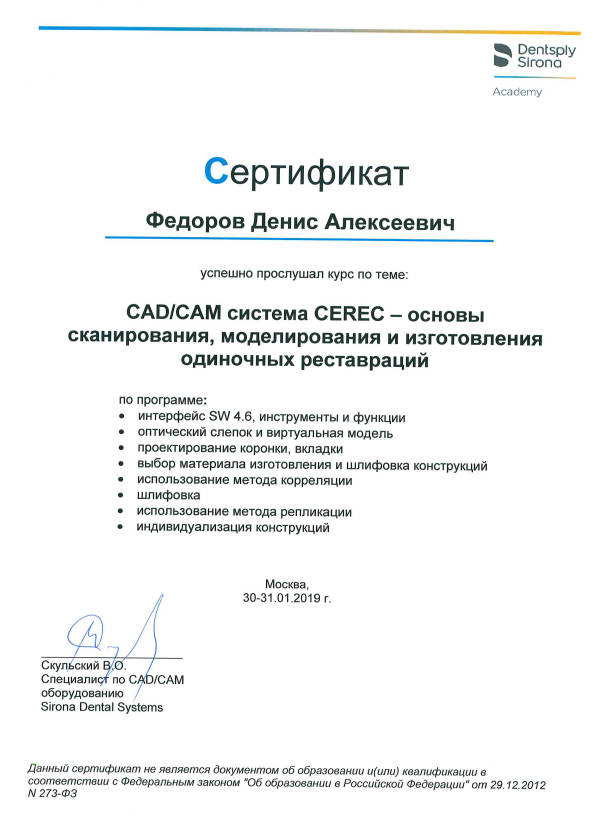 Dentsply
Sirona
Academy
Сертификат
Федоров Денис Алексеевич
успешно прослушал курс по теме:
CAD/CAM система CEREC – основы
сканирования, моделирования и изготовления
одиночных реставраций
по программе:
• интерфейс SW 4.6, инструменты и функции
• оптический слепок и виртуальная модель
• проектирование коронки, вкладки
• выбор материала изготовления и шлифовка конструкций
• использование метода корреляции
• шлифовка
• использование метода репликации
• индивидуализация конструкций
Москва,
30-31.01.2019 г.
Скульский В.О.
Специалист по CAD/CAM
оборудованию
Sirona Dental Systems
Данный сертификат не является документом об образовании и(или) квалификации в
соответствии с Федеральным законом "Об образовании в Российской Федерации" от 29.12.2012
N 273-ФЗ